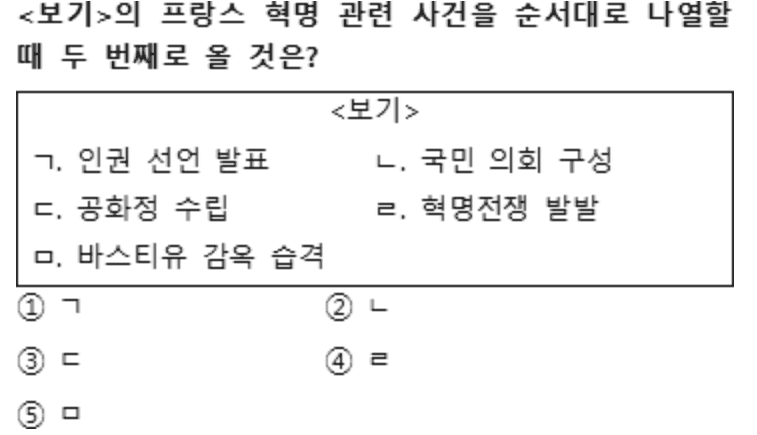 <보기>의 프랑스 혁명 관련 사건을 순서대로 나열할
때 두 번째로 올 것은?
<보기>
ㄱ. 인권 선언 발표 ㄴ. 국민 의회 구성
ㄷ. 공화정 수립 ㄹ. 혁명전쟁 발발
ㅁ. 바스티유 감옥 습격
① ㄱ ② ㄴ
③ ㄷ ④ ㄹ
⑤ ㅁ